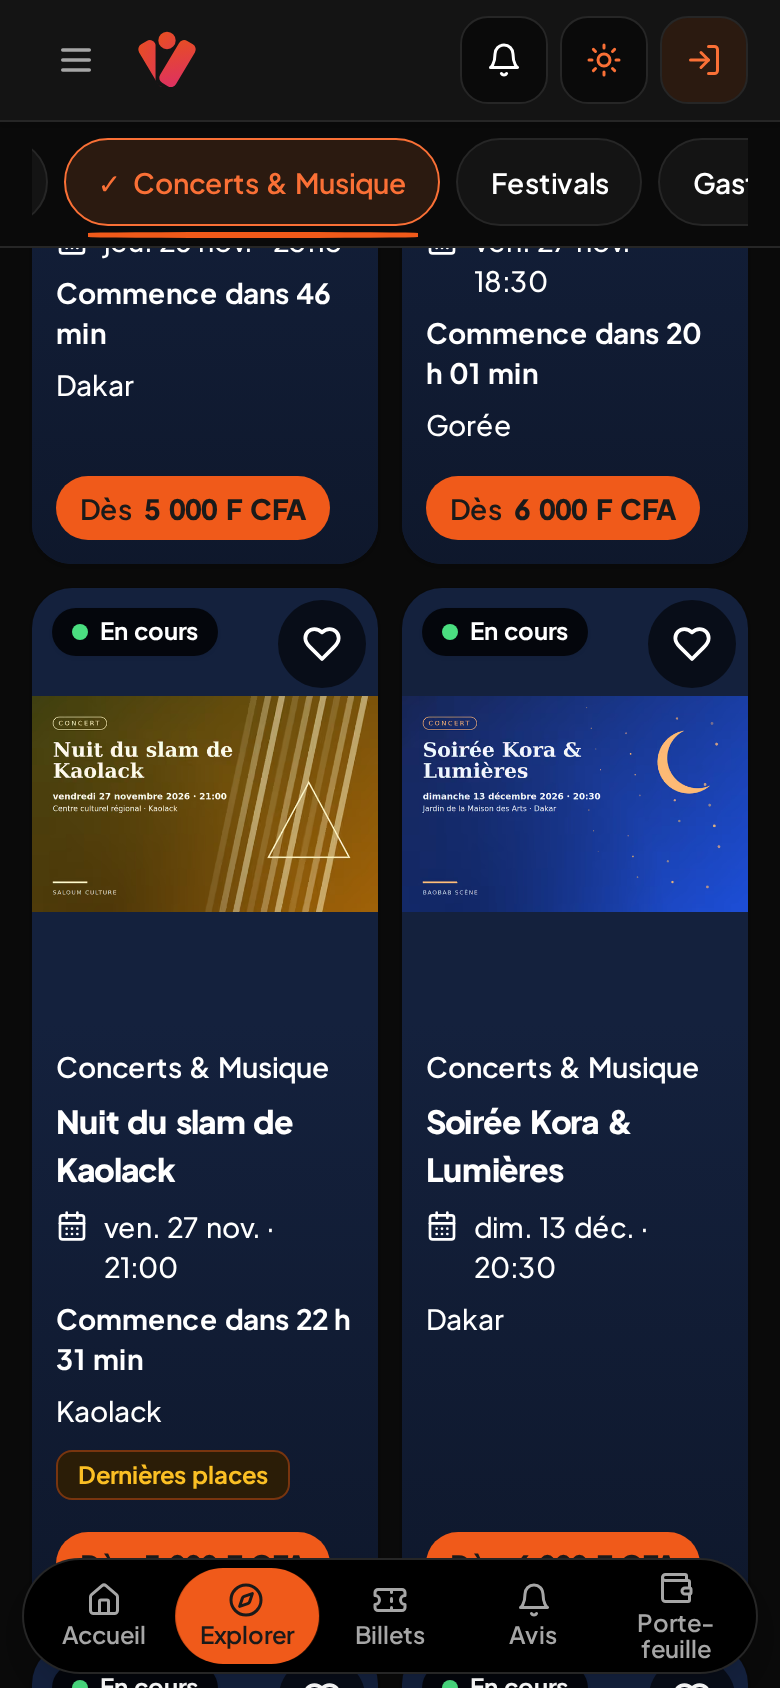 ✓ Concerts & Musique
Festivals
Commence dans 46
min
Dakar
Dès 5 000 F CFA
18:30
Commence dans 20
h 01 min
Gorée
Dès 6 000 F CFA
En cours
CONCERT
Nuit du slam de
Kaolack
vendredi 27 novembre 2026 · 21:00
Centre culturel régional · Kaolack
SALOUM CULTURE
Concerts & Musique
Nuit du slam de
Kaolack
ven. 27 nov. ·
21:00
Commence dans 22 h
31 min
Kaolack
Dernières places
En cours
CONCERT
Soirée Kora &
Lumières
dimanche 13 décembre 2026 · 20:30
Jardin de la Maison des Arts · Dakar
BAOBAB SCÈNE
Concerts & Musique
Soirée Kora &
Lumières
dim. 13 déc. ·
20:30
Dakar
Accueil
Explorer
Billets
Avis
Porte-
feuille
En cours
En cours